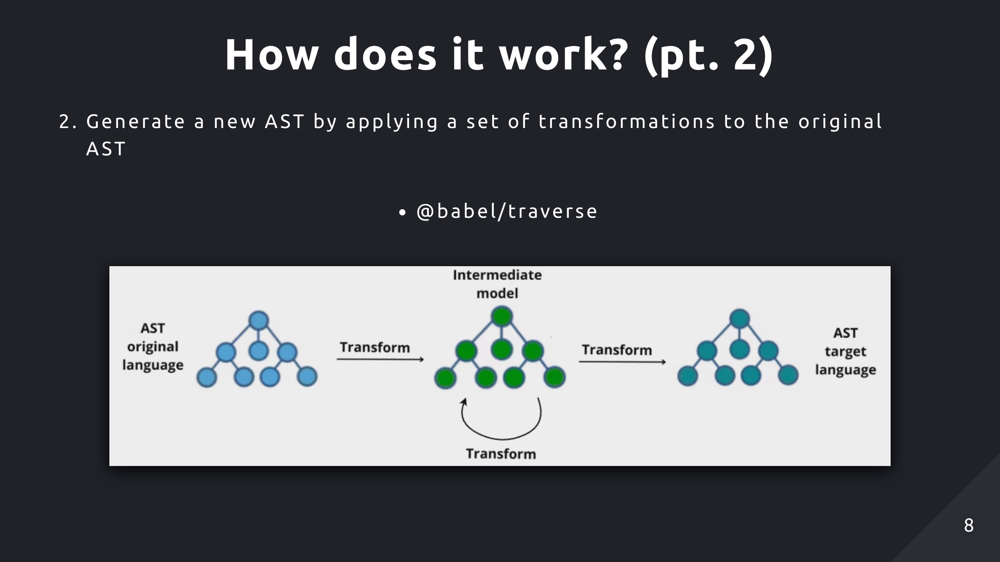 How does it work? (pt. 2)
2. Generate a new AST by applying a set of transformations to the original
AST
• @babel/traverse
Intermediate
model
AST
original
language
Transform
Transform
AST
target
language
Transform
8